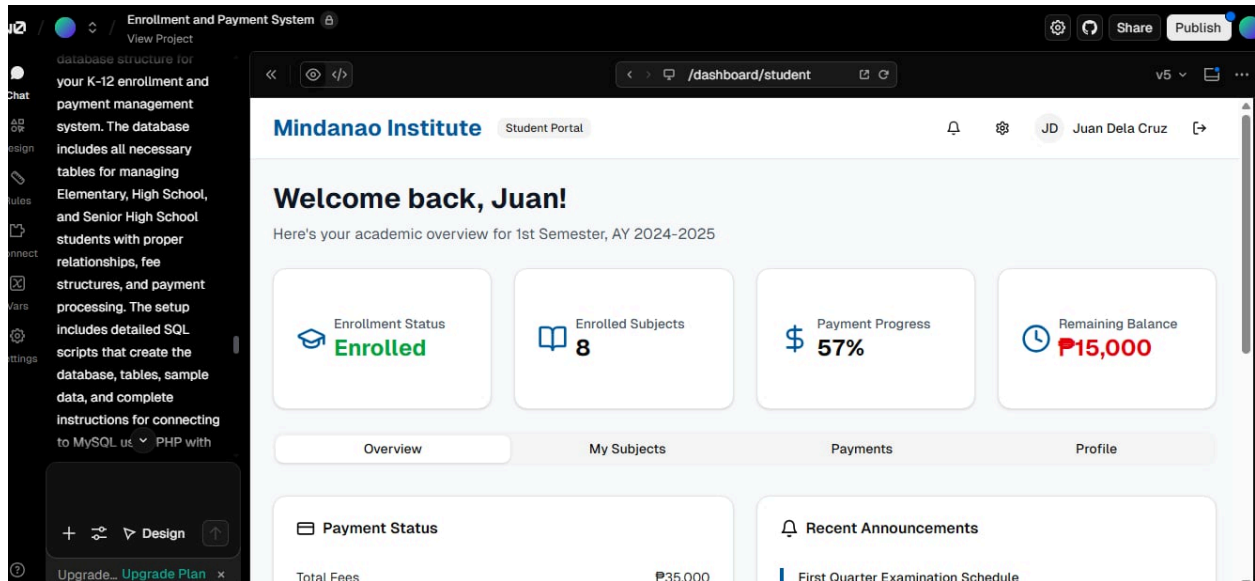 Enrollment and Payment System
View Project
Share
Publish
database structure for
your K-12 enrollment and
payment management
system. The database
includes all necessary
tables for managing
Elementary, High School,
and Senior High School
students with proper
relationships, fee
structures, and payment
processing. The setup
includes detailed SQL
scripts that create the
database, tables, sample
data, and complete
instructions for connecting
to MySQL us PHP with
Chat
esign
Rules
onnect
Vars
ettings
Design
Upgrade... Upgrade Plan ×
/dashboard/student
v5
Mindanao Institute
Student Portal
JD Juan Dela Cruz
Welcome back, Juan!
Here's your academic overview for 1st Semester, AY 2024-2025
Enrollment Status
Enrolled
Enrolled Subjects
8
Payment Progress
57%
Remaining Balance
₱15,000
Overview
My Subjects
Payments
Profile
Payment Status
Total Fees ₱35,000
Recent Announcements
First Quarter Examination Schedule